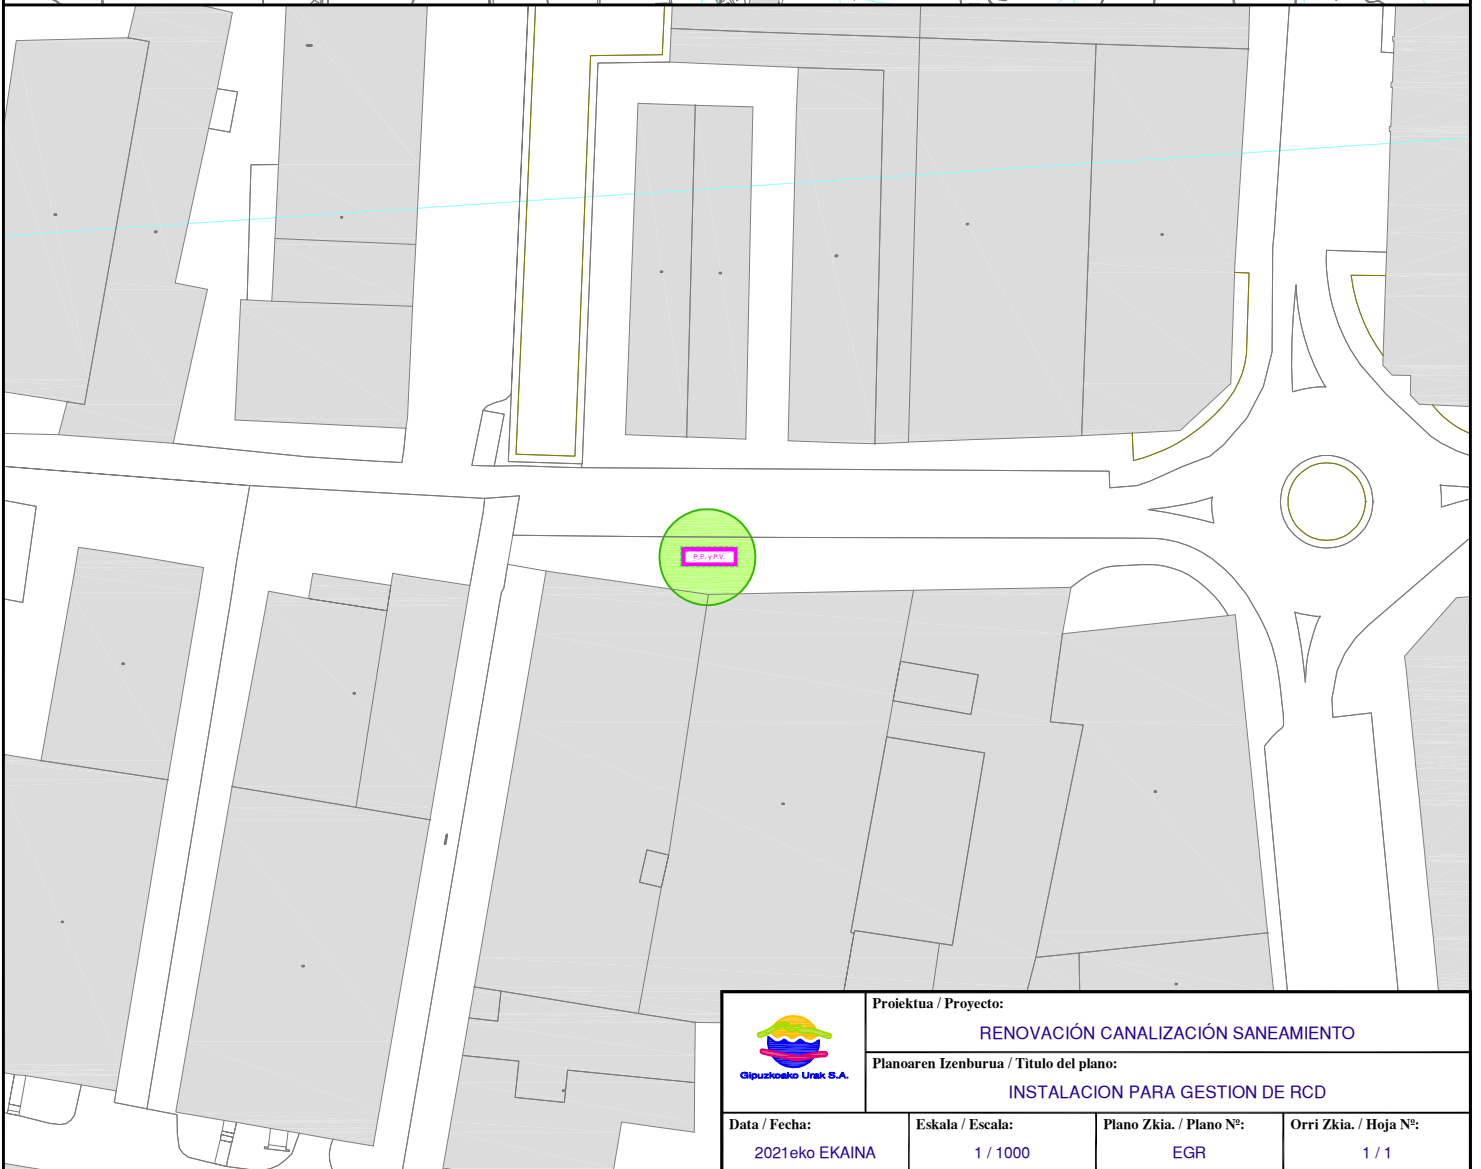 P.R. y P.V.
Proiektua / Proyecto:
RENOVACIÓN CANALIZACIÓN SANEAMIENTO
Planoaren Izenburua / Titulo del plano:
INSTALACION PARA GESTION DE RCD
Gipuzkoako Urak S.A.
Data / Fecha:
2021eko EKAINA
Eskala / Escala:
1 / 1000
Plano Zkia. / Plano Nº:
EGR
Orri Zkia. / Hoja Nº:
1 / 1